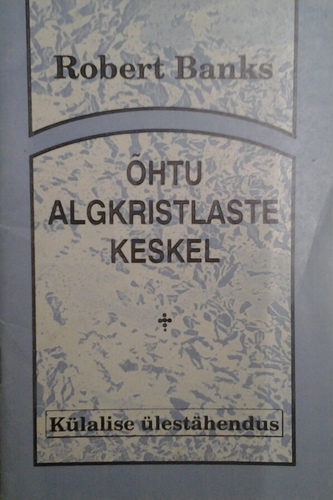 Robert Banks
ÕHTU
ALGKRISTLASTE
KESKEL
Külalise ülestähendus